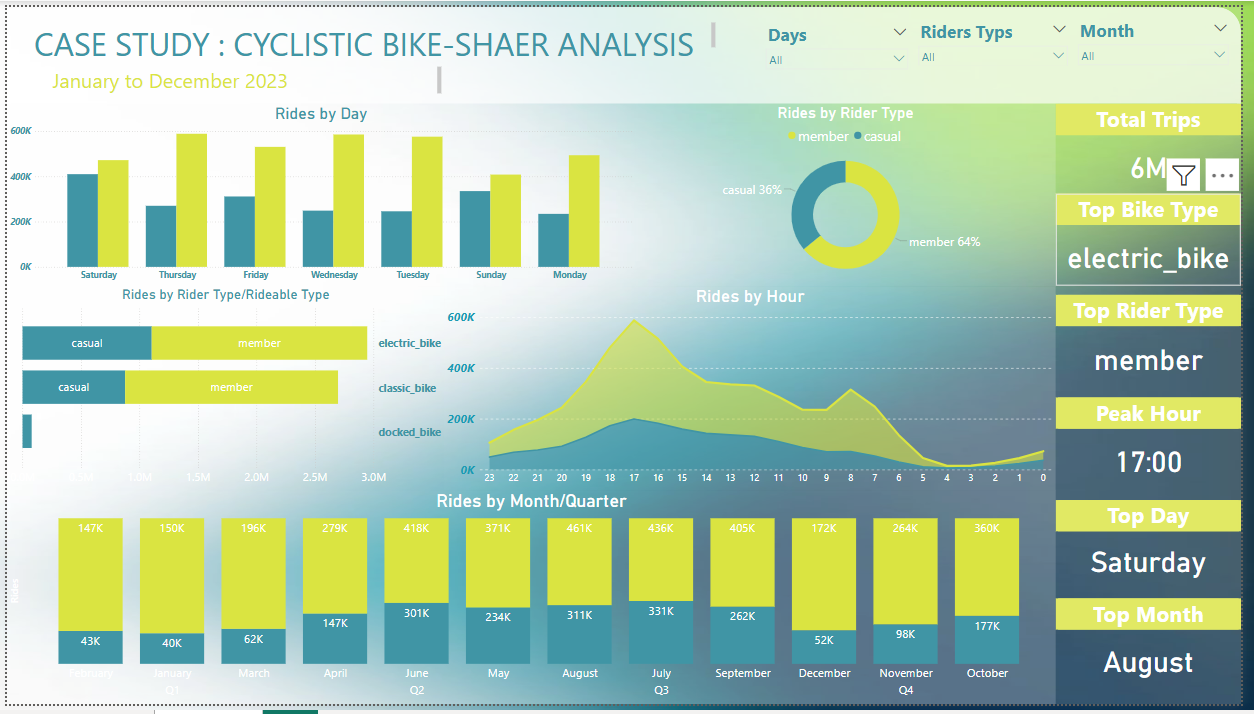 CASE STUDY : CYCLISTIC BIKE-SHAER ANALYSIS
January to December 2023
Days
All
Riders Typs
All
Month
All
Rides by Day
600K
400K
200K
0K
Saturday Thursday Friday Wednesday Tuesday Sunday Monday
Rides by Rider Type
member casual
casual 36%
member 64%
Rides by Rider Type/Rideable Type
casual member electric_bike
casual member classic_bike
docked_bike
1.0M 1.5M 2.0M 2.5M 3.0M
Rides by Hour
600K
400K
200K
0K
23 22 21 20 19 18 17 16 15 14 13 12 11 10 9 8 7 6 5 4 3 2 1 0
Rides by Month/Quarter
147K 150K 196K 279K 418K 371K 461K 436K 405K 172K 264K 360K
43K 40K 62K 147K 301K 234K 311K 331K 262K 52K 98K 177K
February January March April June May August July September December November October
Q1 Q2 Q3 Q4
Total Trips
6M
Top Bike Type
electric_bike
Top Rider Type
member
Peak Hour
17:00
Top Day
Saturday
Top Month
August